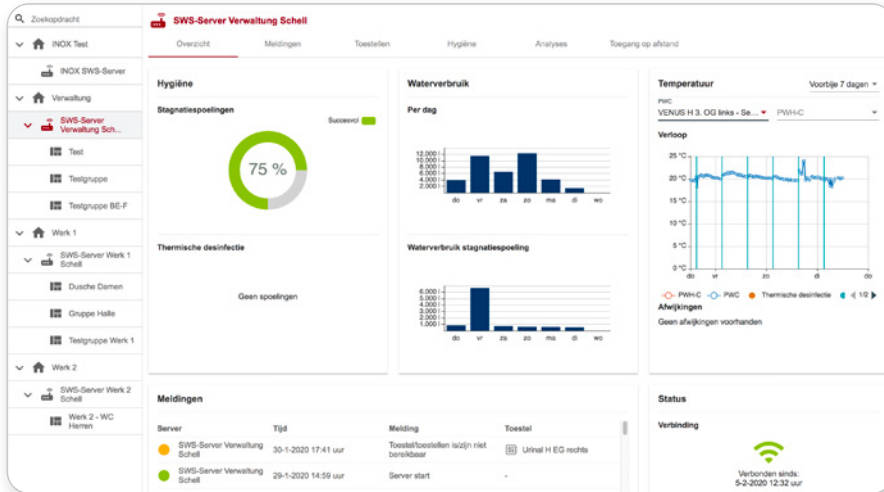 Zoekopdracht
INOX Test
INOX SWS-Server
Verwaltung
SWS-Server
Verwaltung Sch...
Test
Testgruppe
Testgruppe BE-F
Werk 1
SWS-Server Werk 1
Schell
Dusche Damen
Gruppe Halle
Testgruppe Werk 1
Werk 2
SWS-Server Werk 2
Schell
Werk 2 - WC
Herren
SWS-Server Verwaltung Schell
Overzicht Meldingen Toestellen Hygiëne Analyses Toegang op afstand
Hygiëne
Stagnatiespoelingen
Succesvol
75 %
Thermische desinfectie
Geen spoelingen
Waterverbruik
Per dag
12.000 l
10.000 l
8.000 l
6.000 l
4.000 l
2.000 l
do vr za zo ma di wo
Waterverbruik stagnatiespoeling
6.000 l
5.000 l
4.000 l
3.000 l
2.000 l
1.000 l
do vr za zo ma di wo
Temperatuur Voorbije 7 dagen
PWC
VENUS H 3. OG links - Se... PWH-C
Verloop
25 °C
20 °C
15 °C
10 °C
5 °C
0 °C
do vr zo di do
PWH-C PWC Thermische desinfectie 1/2
Afwijkingen
Geen afwijkingen voorhanden
Meldingen
Server Tijd Melding Toestel
SWS-Server Verwaltung
Schell
30-1-2020 17:41 uur
Toestel/toestellen is/zijn niet
bereikbaar
Urinal H EG rechts
SWS-Server Verwaltung
Schell
29-1-2020 14:59 uur
Server start
-
Status
Verbinding
Verbonden sinds:
5-2-2020 12:32 uur